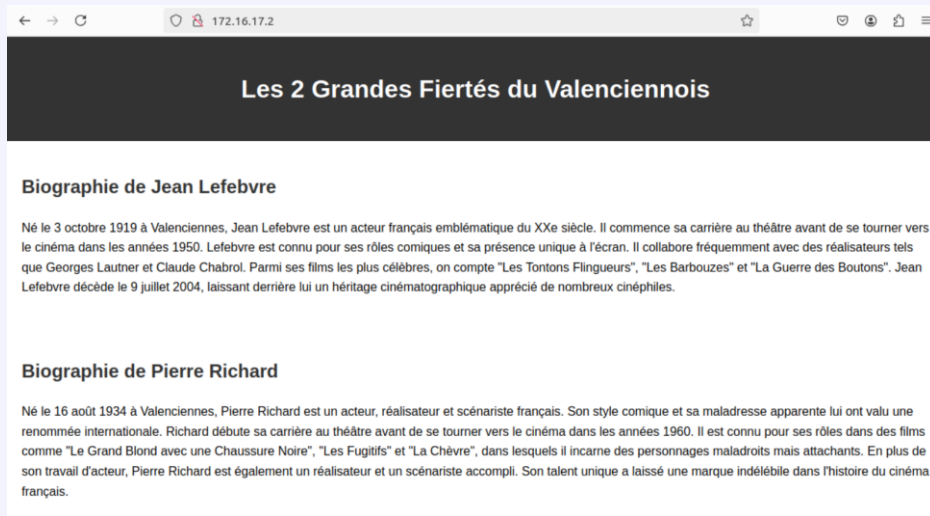 172.16.17.2
Les 2 Grandes Fiertés du Valenciennois
Biographie de Jean Lefebvre
Né le 3 octobre 1919 à Valenciennes, Jean Lefebvre est un acteur français emblématique du XXe siècle. Il commence sa carrière au théâtre avant de se tourner vers
le cinéma dans les années 1950. Lefebvre est connu pour ses rôles comiques et sa présence unique à l'écran. Il collabore fréquemment avec des réalisateurs tels
que Georges Lautner et Claude Chabrol. Parmi ses films les plus célèbres, on compte "Les Tontons Flingueurs", "Les Barbouzes" et "La Guerre des Boutons". Jean
Lefebvre décède le 9 juillet 2004, laissant derrière lui un héritage cinématographique apprécié de nombreux cinéphiles.
Biographie de Pierre Richard
Né le 16 août 1934 à Valenciennes, Pierre Richard est un acteur, réalisateur et scénariste français. Son style comique et sa maladresse apparente lui ont valu une
renommée internationale. Richard débute sa carrière au théâtre avant de se tourner vers le cinéma dans les années 1960. Il est connu pour ses rôles dans des films
comme "Le Grand Blond avec une Chaussure Noire", "Les Fugitifs" et "La Chèvre", dans lesquels il incarne des personnages maladroits mais attachants. En plus de
son travail d'acteur, Pierre Richard est également un réalisateur et un scénariste accompli. Son talent unique a laissé une marque indélébile dans l'histoire du cinéma
français.